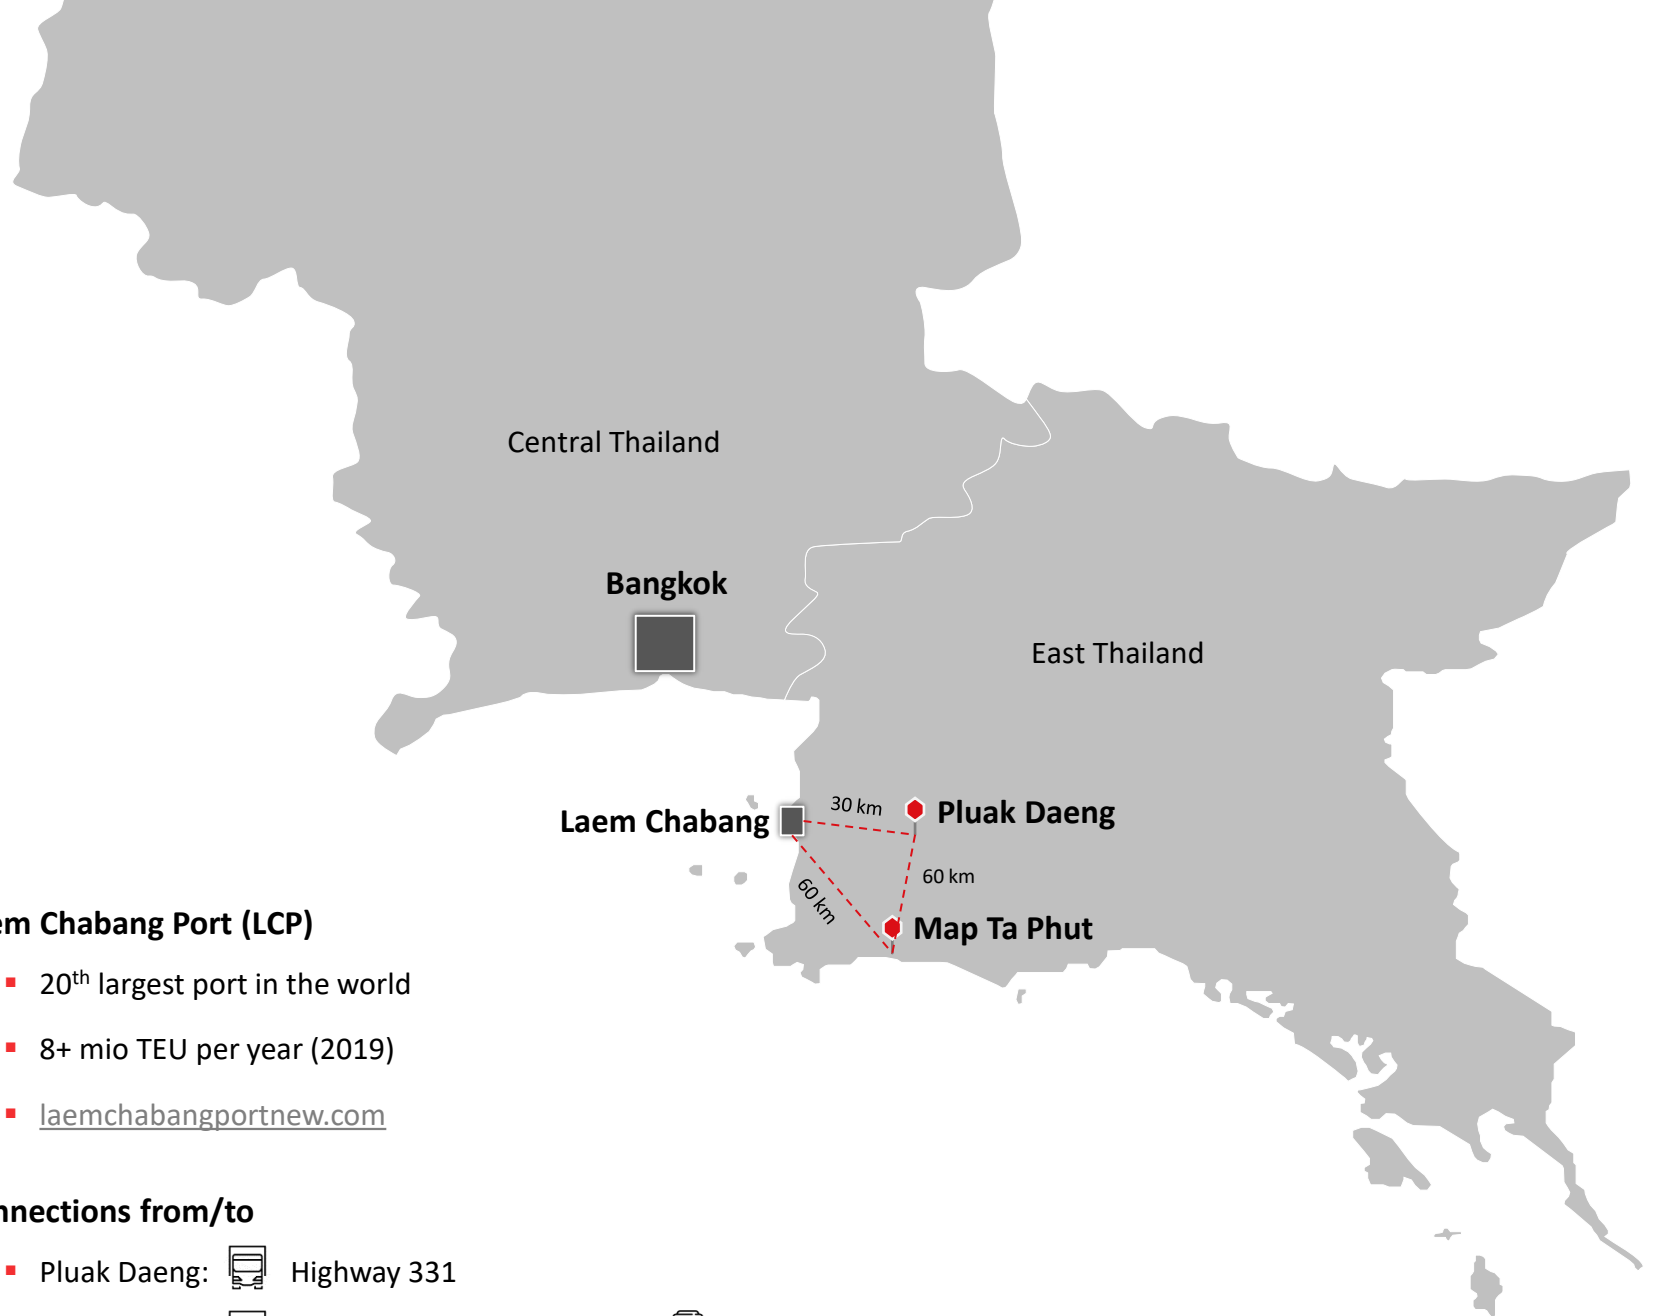 Central Thailand
Bangkok
East Thailand
Laem Chabang
30 km
Pluak Daeng
60 km
60 km
Map Ta Phut
em Chabang Port (LCP)
20th largest port in the world
8+ mio TEU per year (2019)
laemchabangportnew.com
nnections from/to
Pluak Daeng: Highway 331